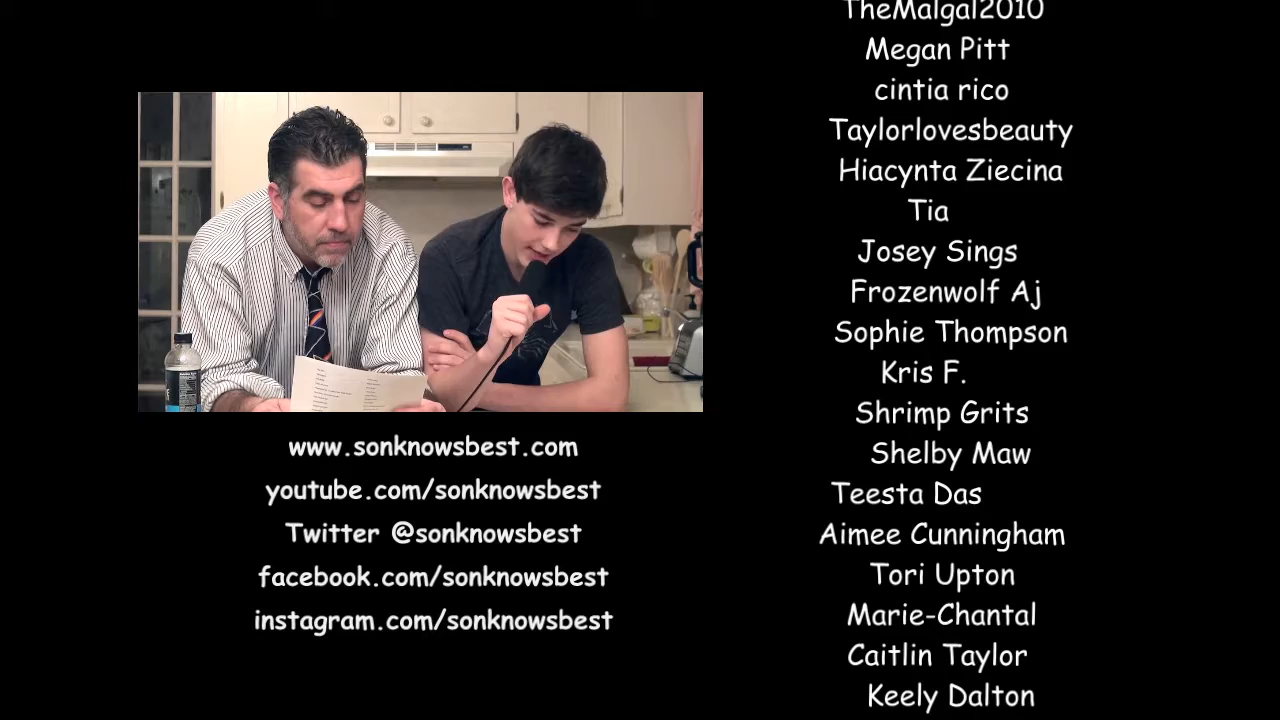 www.sonknowsbest.com
youtube.com/sonknowsbest
Twitter @sonknowsbest
facebook.com/sonknowsbest
instagram.com/sonknowsbest
TheMalgal2010
Megan Pitt
cintia rico
Taylorlovesbeauty
Hiacynta Ziecina
Tia
Josey Sings
Frozenwolf Aj
Sophie Thompson
Kris F.
Shrimp Grits
Shelby Maw
Teesta Das
Aimee Cunningham
Tori Upton
Marie-Chantal
Caitlin Taylor
Keely Dalton